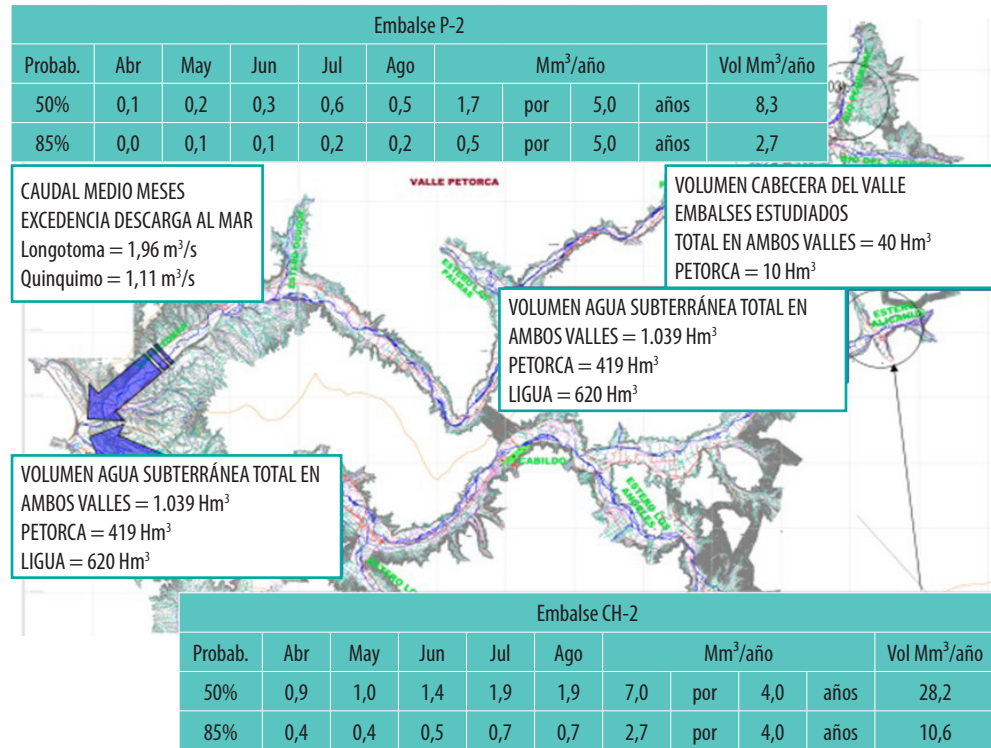 Embalse P-2
Probab. Abr May Jun Jul Ago Mm³/año Vol Mm³/año
50% 0,1 0,2 0,3 0,6 0,5 1,7 por 5,0 años 8,3
85% 0,0 0,1 0,1 0,2 0,2 0,5 por 5,0 años 2,7
CAUDAL MEDIO MESES
EXCEDENCIA DESCARGA AL MAR
Longotoma = 1,96 m³/s
Quinquimo = 1,11 m³/s
VALLE PETORCA
VOLUMEN CABECERA DEL VALLE
EMBALSES ESTUDIADOS
TOTAL EN AMBOS VALLES = 40 Hm³
PETORCA = 10 Hm³
ESTERO
PALMAS
VOLUMEN AGUA SUBTERRÁNEA TOTAL EN
AMBOS VALLES = 1.039 Hm³
PETORCA = 419 Hm³
LIGUA = 620 Hm³
ESTERO
VOLUMEN AGUA SUBTERRÁNEA TOTAL EN
AMBOS VALLES = 1.039 Hm³
PETORCA = 419 Hm³
LIGUA = 620 Hm³
CABILDO
ESTERO LOS
ANGELES
Embalse CH-2
Probab. Abr May Jun Jul Ago Mm³/año Vol Mm³/año
50% 0,9 1,0 1,4 1,9 1,9 7,0 por 4,0 años 28,2
85% 0,4 0,4 0,5 0,7 0,7 2,7 por 4,0 años 10,6